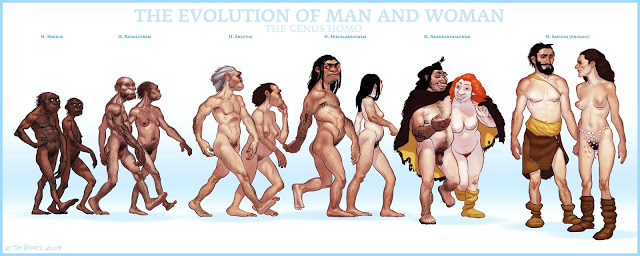 THE EVOLUTION OF MAN AND WOMAN
THE GENUS HOMO
H. Habilis
H. Rudolfensis
H. Erectus
H. Heidelbergensis
H. Neanderthalensis
H. Sapiens (Archaic)